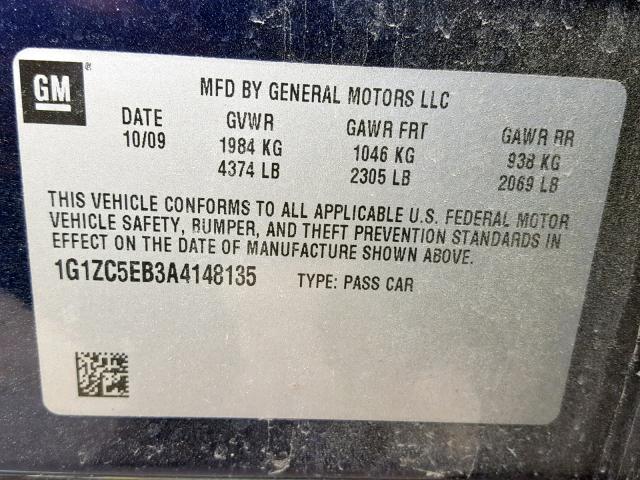 GM®
MFD BY GENERAL MOTORS LLC
DATE GVWR GAWR FRT GAWR RR
10/09 1984 KG 1046 KG 938 KG
4374 LB 2305 LB 2069 LB
THIS VEHICLE CONFORMS TO ALL APPLICABLE U.S. FEDERAL MOTOR
VEHICLE SAFETY, BUMPER, AND THEFT PREVENTION STANDARDS IN
EFFECT ON THE DATE OF MANUFACTURE SHOWN ABOVE.
1G1ZC5EB3A4148135 TYPE: PASS CAR